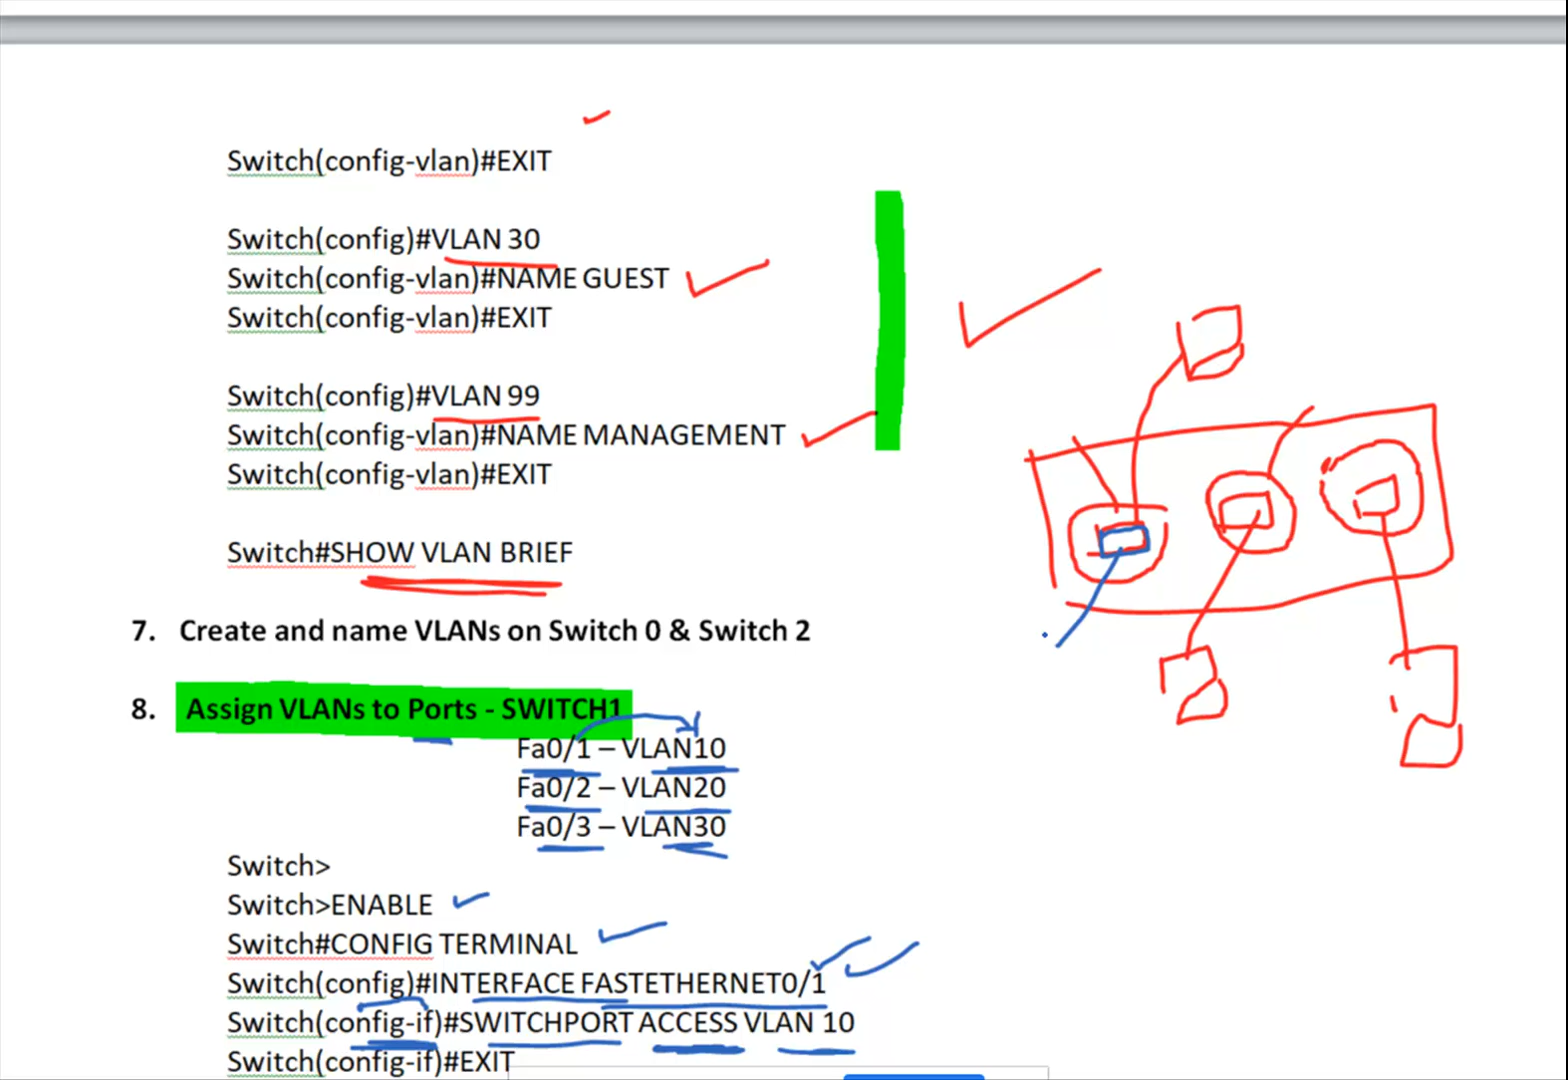 Switch(config-vlan)#EXIT
Switch(config)#VLAN 30
Switch(config-vlan)#NAME GUEST
Switch(config-vlan)#EXIT
Switch(config)#VLAN 99
Switch(config-vlan)#NAME MANAGEMENT
Switch(config-vlan)#EXIT
Switch#SHOW VLAN BRIEF
7. Create and name VLANs on Switch 0 & Switch 2
8. Assign VLANs to Ports - SWITCH1
Fa0/1 – VLAN10
Fa0/2 – VLAN20
Fa0/3 – VLAN30
Switch>
Switch>ENABLE
Switch#CONFIG TERMINAL
Switch(config)#INTERFACE FASTETHERNET0/1
Switch(config-if)#SWITCHPORT ACCESS VLAN 10
Switch(config-if)#EXIT